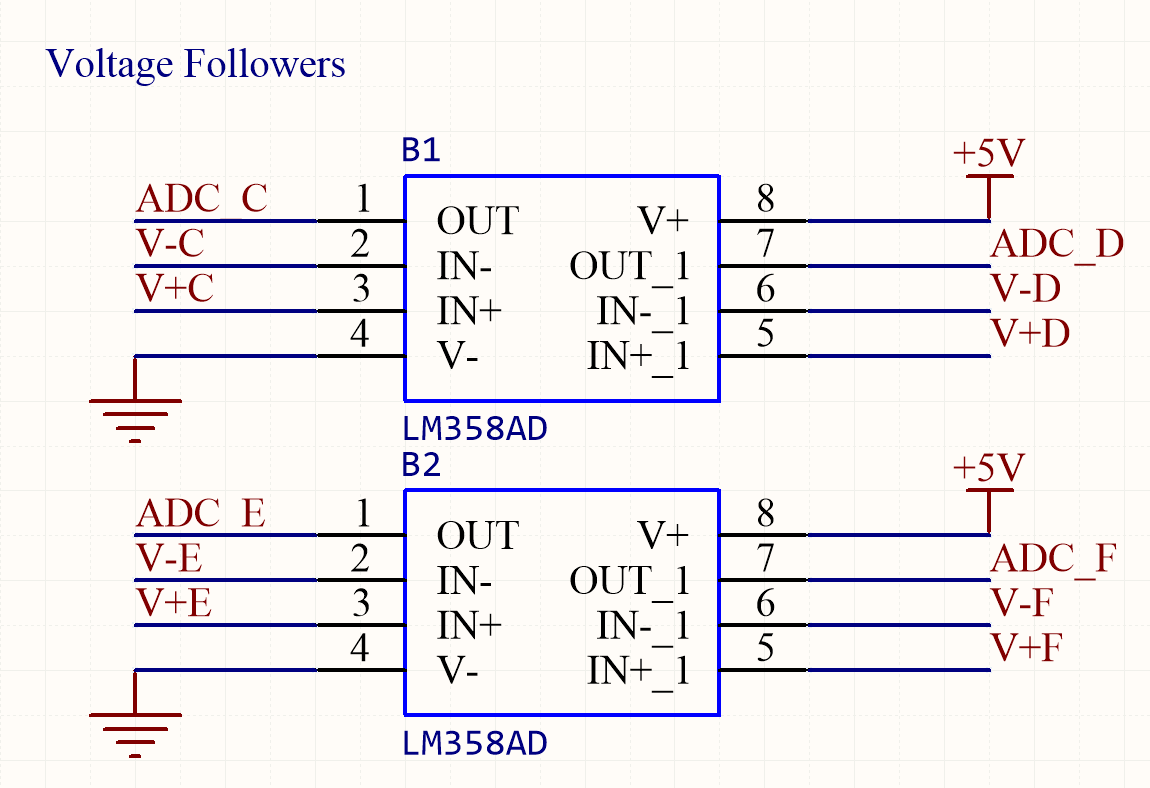 Voltage Followers
B1
+5V
ADC_C 1 OUT V+ 8
V-C 2 IN- OUT_1 7 ADC_D
V+C 3 IN+ IN-_1 6 V-D
4 V- IN+_1 5 V+D
LM358AD
B2
+5V
ADC_E 1 OUT V+ 8
V-E 2 IN- OUT_1 7 ADC_F
V+E 3 IN+ IN-_1 6 V-F
4 V- IN+_1 5 V+F
LM358AD